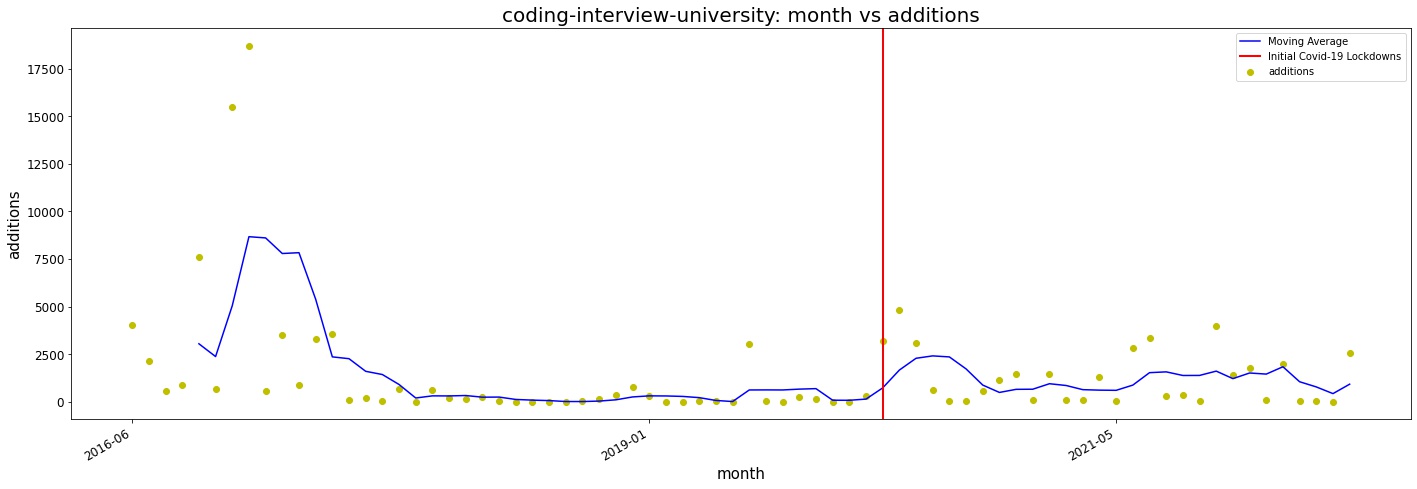 coding-interview-university: month vs additions
Moving Average
Initial Covid-19 Lockdowns
additions
additions
17500
15000
12500
10000
7500
5000
2500
0
2016-06
2019-01
2021-05
month